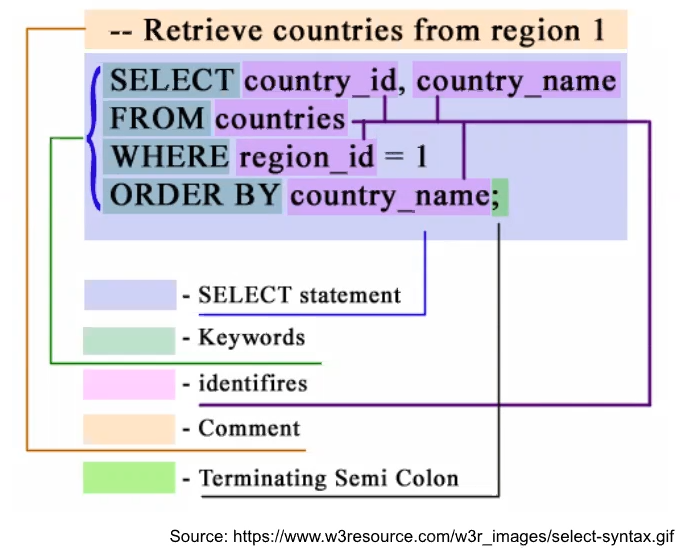 -- Retrieve countries from region 1
SELECT country_id, country_name
FROM countries
WHERE region_id = 1
ORDER BY country_name;
- SELECT statement
- Keywords
- identifires
- Comment
- Terminating Semi Colon
Source: https://www.w3resource.com/w3r_images/select-syntax.gif